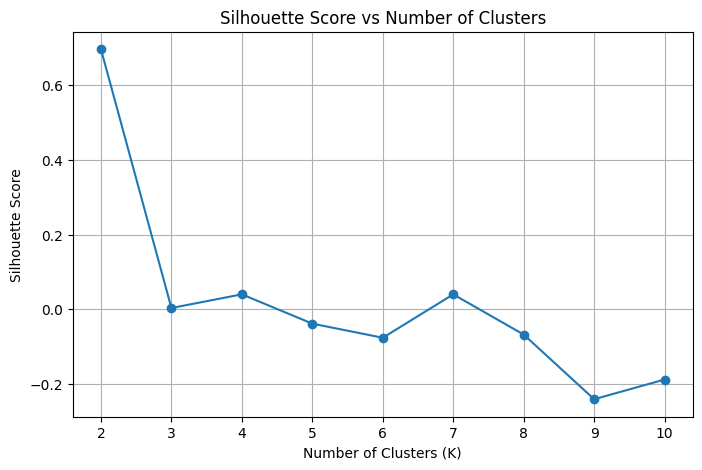 Silhouette Score vs Number of Clusters
Silhouette Score
0.6
0.4
0.2
0.0
−0.2
2 3 4 5 6 7 8 9 10
Number of Clusters (K)